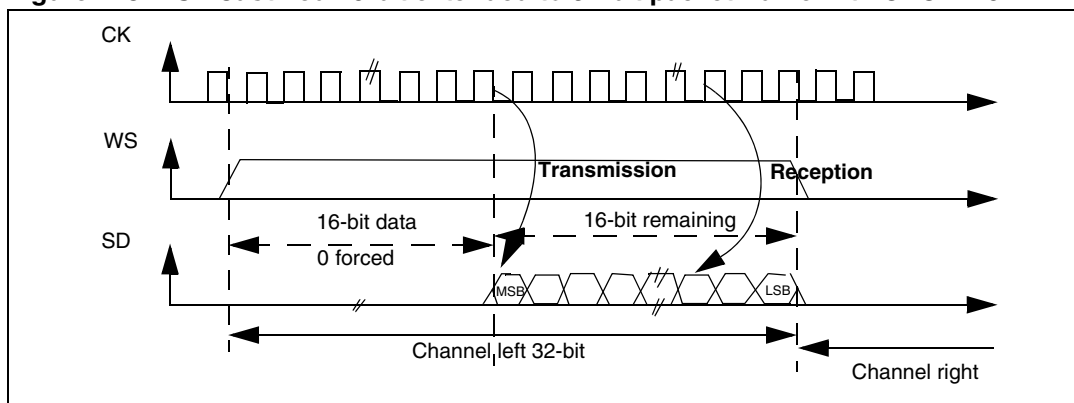 CK
WS
Transmission
Reception
16-bit data
16-bit remaining
SD
0 forced
MSB
LSB
Channel left 32-bit
Channel right